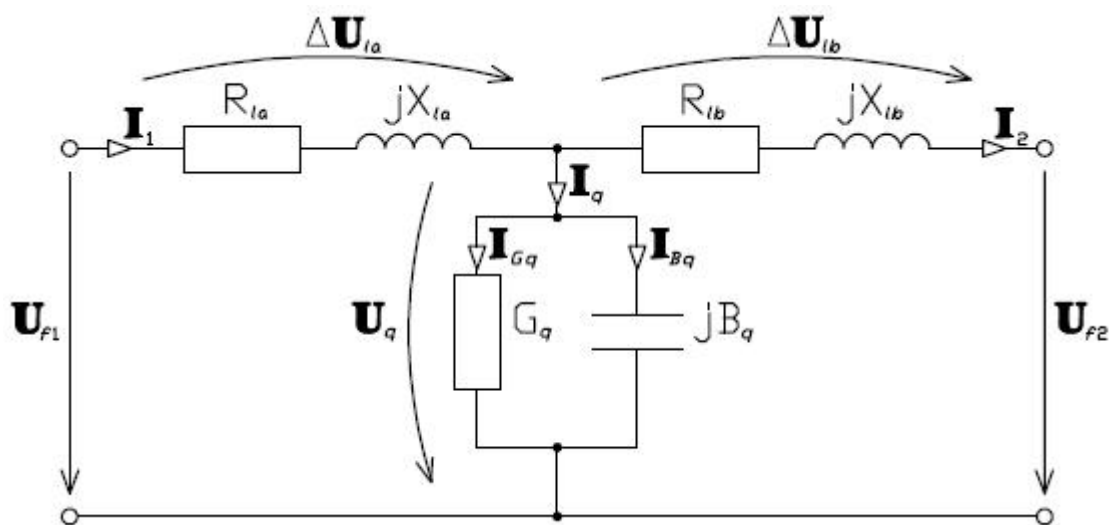 ΔU_la
ΔU_lb
R_la
jX_la
R_lb
jX_lb
I_1
I_2
I_q
I_Gq
I_Bq
U_f1
U_q
G_q
jB_q
U_f2